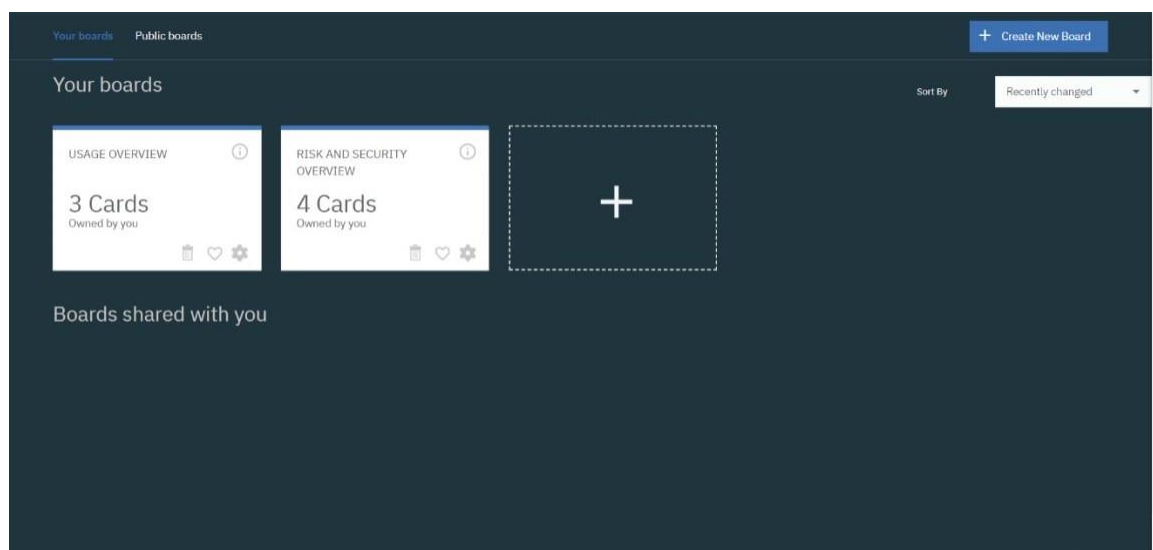 Your boards
Public boards
+ Create New Board
Your boards
Sort By
Recently changed
USAGE OVERVIEW
3 Cards
Owned by you
RISK AND SECURITY
OVERVIEW
4 Cards
Owned by you
Boards shared with you